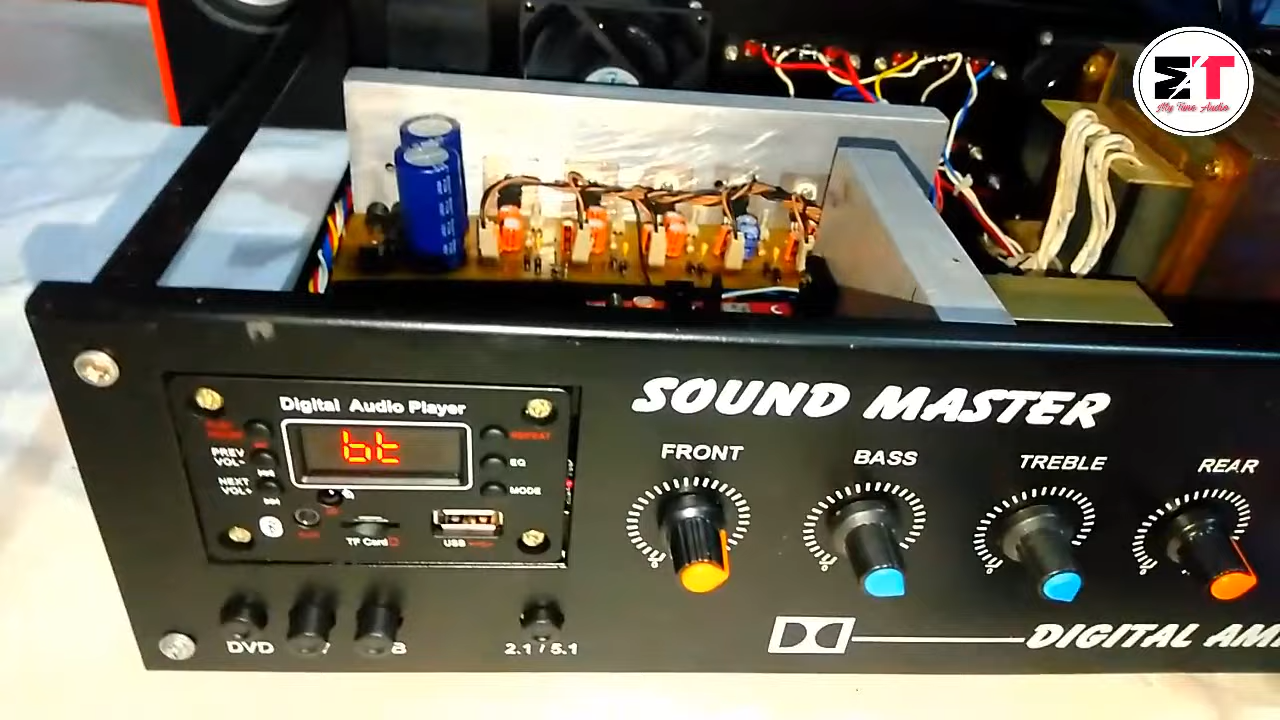 My Tune Audio
Digital Audio Player
bt
REPEAT
PREV
VOL-
EQ
NEXT
VOL+
MODE
TF Card
USB
DVD
2.1 / 5.1
SOUND MASTER
FRONT
BASS
TREBLE
REAR
DIGITAL AM